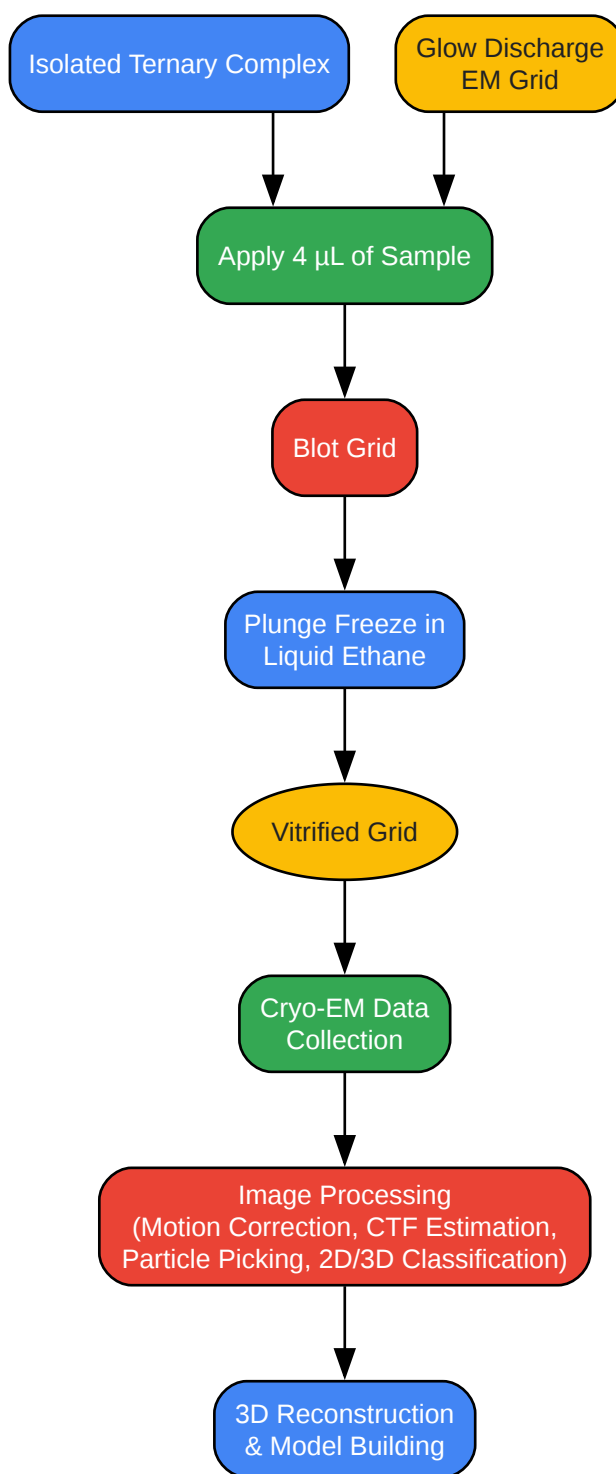 Isolated Ternary Complex
Glow Discharge
EM Grid
Apply 4 µL of Sample
Blot Grid
Plunge Freeze in
Liquid Ethane
Vitrified Grid
Cryo-EM Data
Collection
Image Processing
(Motion Correction, CTF Estimation,
Particle Picking, 2D/3D Classification)
3D Reconstruction
& Model Building